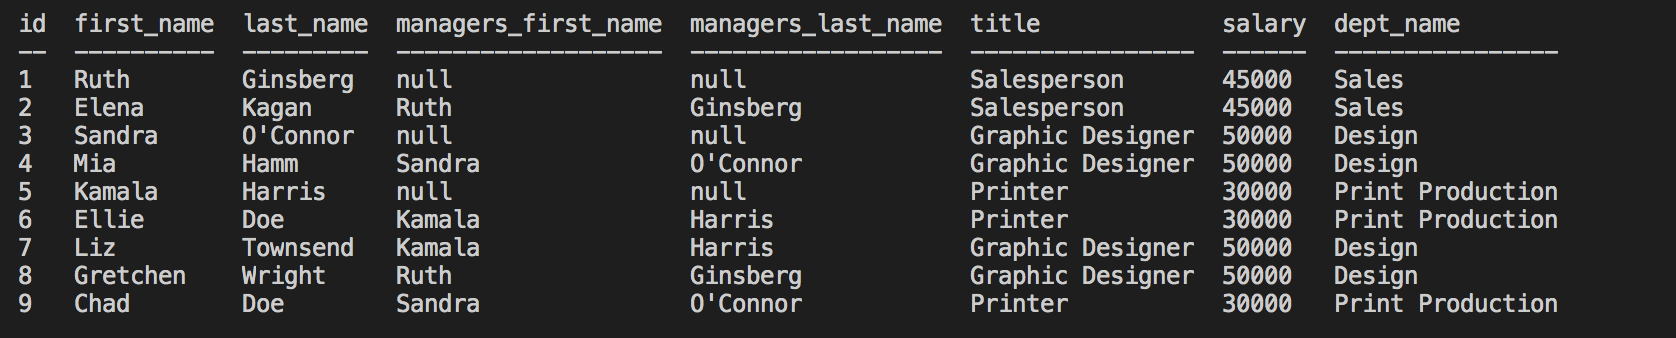 id  first_name  last_name  managers_first_name  managers_last_name  title             salary  dept_name
--  ----------  ---------  -------------------  ------------------  ----------------  ------  ----------------
1   Ruth        Ginsberg   null                 null                Salesperson       45000   Sales
2   Elena       Kagan      Ruth                 Ginsberg            Salesperson       45000   Sales
3   Sandra      O'Connor   null                 null                Graphic Designer  50000   Design
4   Mia         Hamm       Sandra               O'Connor            Graphic Designer  50000   Design
5   Kamala      Harris     null                 null                Printer           30000   Print Production
6   Ellie       Doe        Kamala               Harris              Printer           30000   Print Production
7   Liz         Townsend   Kamala               Harris              Graphic Designer  50000   Design
8   Gretchen    Wright     Ruth                 Ginsberg            Graphic Designer  50000   Design
9   Chad        Doe        Sandra               O'Connor            Printer           30000   Print Production